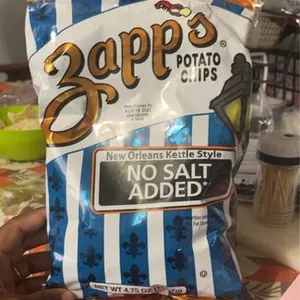 Zapp's
®
POTATO
CHIPS
New Orleans Kettle Style
NO SALT
ADDED*
NET WT 4.75 OZ